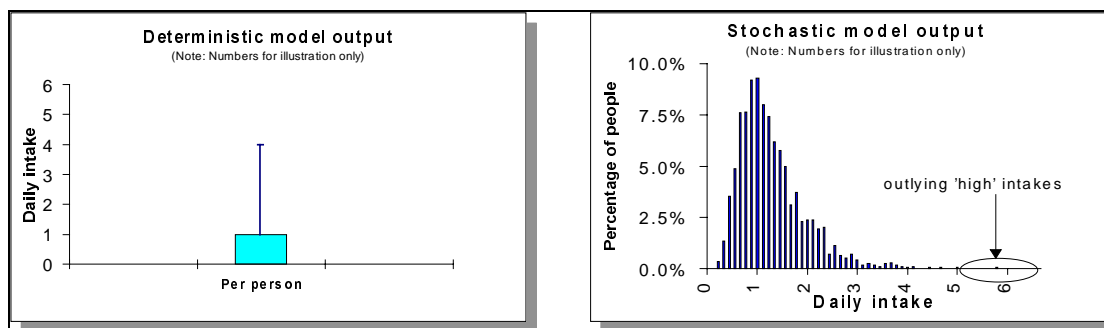 Deterministic model output
(Note: Numbers for illustration only)
6
5
4
3
2
1
0
Daily intake
Per person
Stochastic model output
(Note: Numbers for illustration only)
10.0%
7.5%
5.0%
2.5%
0.0%
Percentage of people
outlying 'high' intakes
0 1 2 3 4 5 6
Daily intake